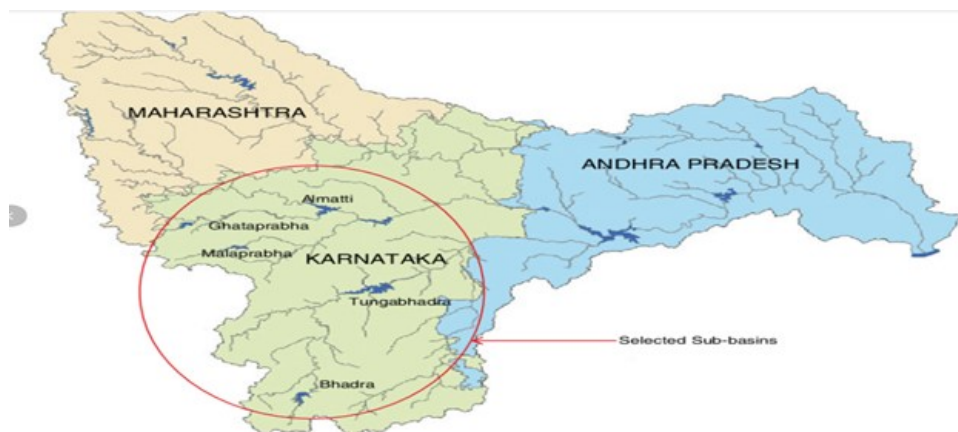 MAHARASHTRA
ANDHRA PRADESH
Almatti
Ghataprabha
Malaprabha
KARNATAKA
Tungabhadra
Selected Sub-basins
Bhadra